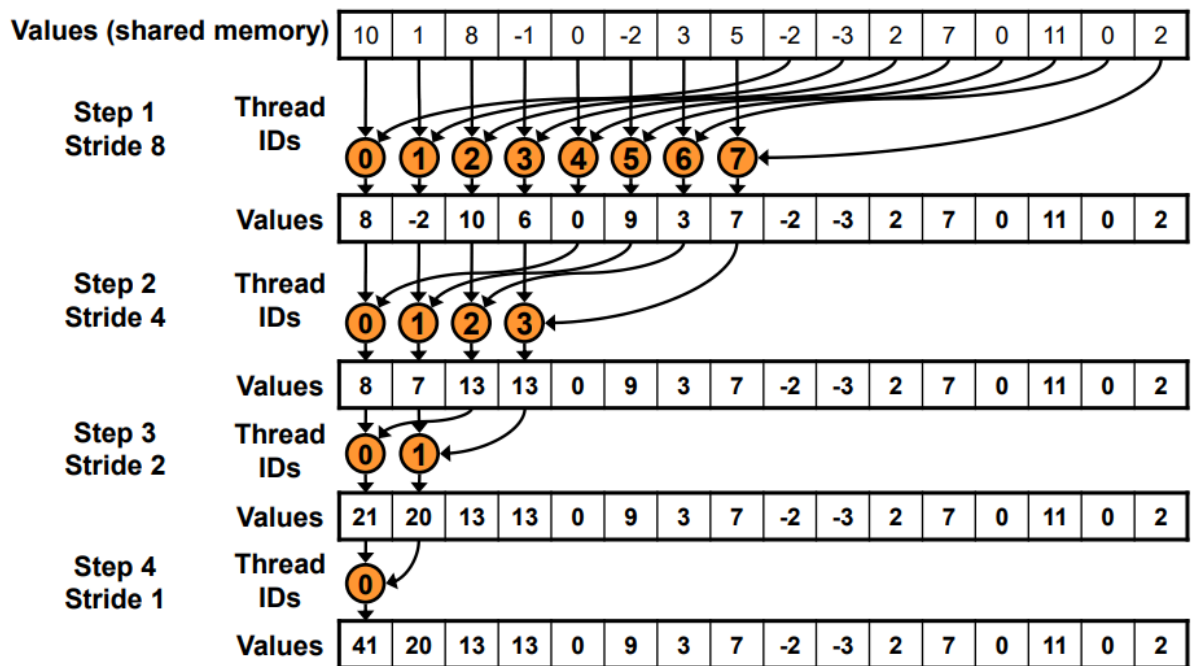 Values (shared memory) 10 1 8 -1 0 -2 3 5 -2 -3 2 7 0 11 0 2
Step 1
Stride 8
Thread
IDs
0 1 2 3 4 5 6 7
Values 8 -2 10 6 0 9 3 7 -2 -3 2 7 0 11 0 2
Step 2
Stride 4
Thread
IDs
0 1 2 3
Values 8 7 13 13 0 9 3 7 -2 -3 2 7 0 11 0 2
Step 3
Stride 2
Thread
IDs
0 1
Values 21 20 13 13 0 9 3 7 -2 -3 2 7 0 11 0 2
Step 4
Stride 1
Thread
IDs
0
Values 41 20 13 13 0 9 3 7 -2 -3 2 7 0 11 0 2